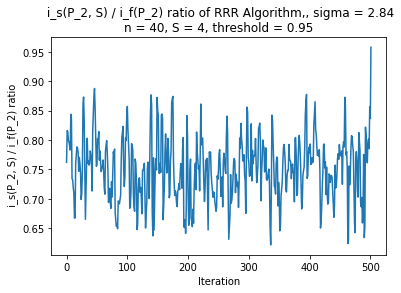 i_s(P_2, S) / i_f(P_2) ratio of RRR Algorithm,, sigma = 2.84
n = 40, S = 4, threshold = 0.95
i_s(P_2, S) / i_f(P_2) ratio
0.95
0.90
0.85
0.80
0.75
0.70
0.65
0 100 200 300 400 500
Iteration